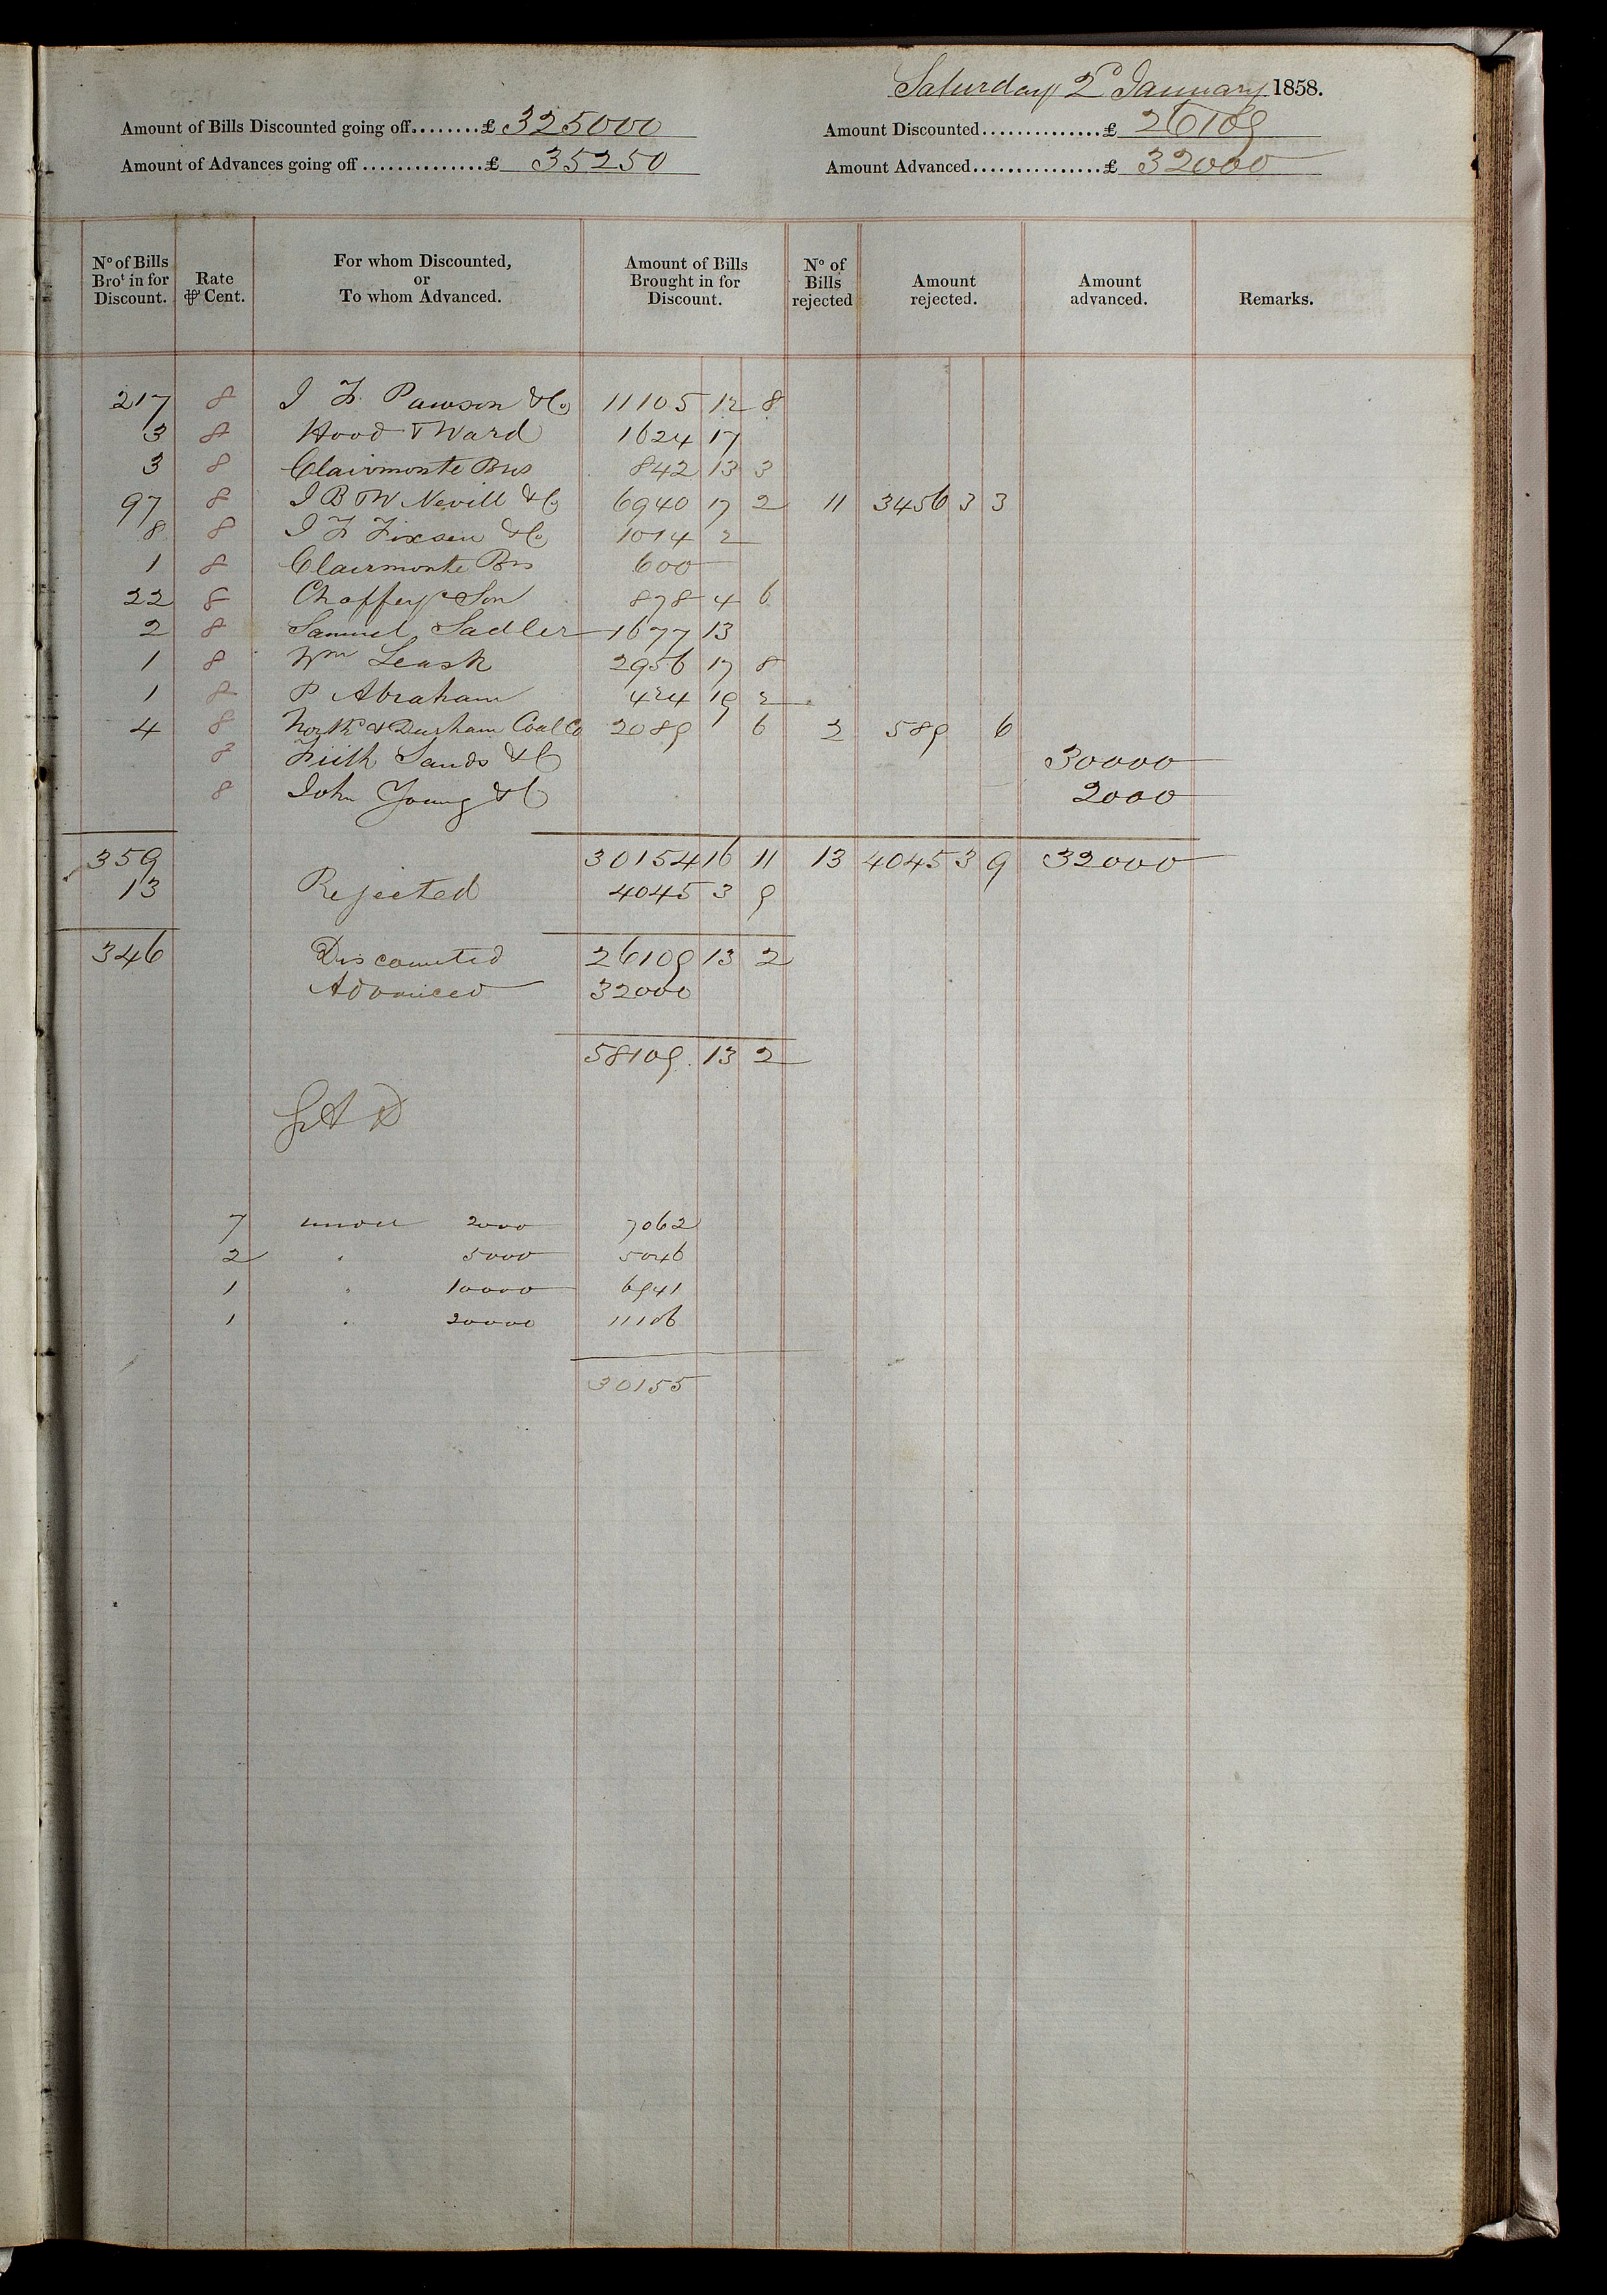 Saturday 2d January 1858.
Amount of Bills Discounted going off........£ 325000 Amount Discounted..............£ 26109
Amount of Advances going off...............£ 35250 Amount Advanced................£ 32000
No of Bills Brot in for Discount. Rate ⅌ Cent. For whom Discounted, or To whom Advanced. Amount of Bills Brought in for Discount. No of Bills rejected Amount rejected. Amount advanced. Remarks.
217 8 J F. Pawson & Co 11105 12 8
3 8 Hood & Ward 1624 17
3 8 Clairmonte Bros 842 13 3
97 8 J B & W Nevill & Co 6940 17 2 11 3456 3 3
8 8 J F Fixsen & Co 1014 2
1 8 Clairmonte Bros 600
22 8 Chaffey & Son 878 4 6
2 8 Samuel Sadler 1677 13
1 8 Wm Leask 2956 17 8
1 8 P Abraham 424 19 2
4 8 North & Durham Coal Co 2089 6 2 589 6
8 Frith Sands & Co 30000
8 John Young & Co 2000
359 30154 16 11 13 4045 3 9 32000
13 Rejected 4045 3 9
346 Discounted 26109 13 2
Advanced 32000
58109. 13 2
7 under 2000 7062
2 " 5000 5046
1 " 10000 6941
1 " 20000 11106
30155